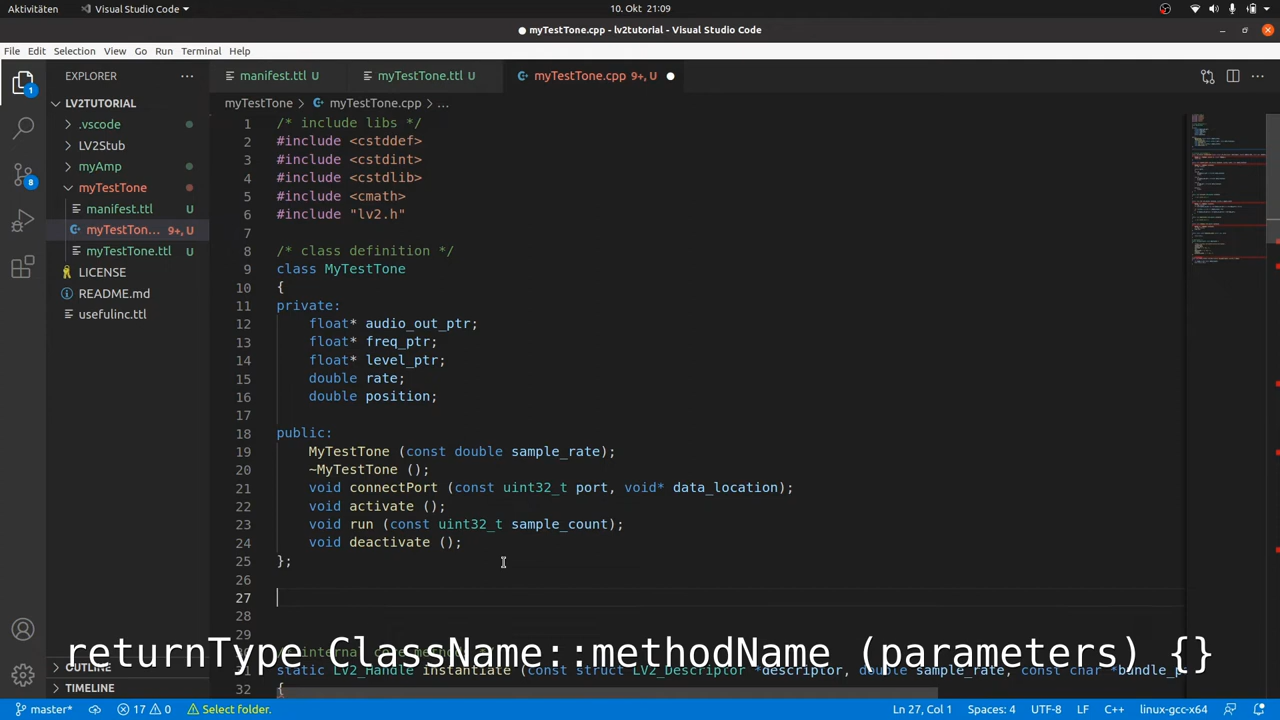 Aktivitäten
Visual Studio Code
10. Okt 21:09
myTestTone.cpp - lv2tutorial - Visual Studio Code
File Edit Selection View Go Run Terminal Help
EXPLORER
manifest.ttl U
myTestTone.ttl U
myTestTone.cpp 9+, U
LV2TUTORIAL
myTestTone > myTestTone.cpp > ...
.vscode
LV2Stub
myAmp
myTestTone
manifest.ttl U
myTestTon... 9+, U
myTestTone.ttl U
LICENSE
README.md
usefulinc.ttl
1 /* include libs */
2 #include <cstddef>
3 #include <cstdint>
4 #include <cstdlib>
5 #include <cmath>
6 #include "lv2.h"
7
8 /* class definition */
9 class MyTestTone
10 {
11 private:
12 float* audio_out_ptr;
13 float* freq_ptr;
14 float* level_ptr;
15 double rate;
16 double position;
17
18 public:
19 MyTestTone (const double sample_rate);
20 ~MyTestTone ();
21 void connectPort (const uint32_t port, void* data_location);
22 void activate ();
23 void run (const uint32_t sample_count);
24 void deactivate ();
25 };
26
27
28
29
returnType ClassName::methodName (parameters) {}
static LV2_Handle instantiate (const struct LV2_Descriptor *descriptor, double sample_rate, const char *bundle_p
32 {
OUTLINE
TIMELINE
1
8
master*
17 0
Select folder.
Ln 27, Col 1
Spaces: 4
UTF-8
LF
C++
linux-gcc-x64